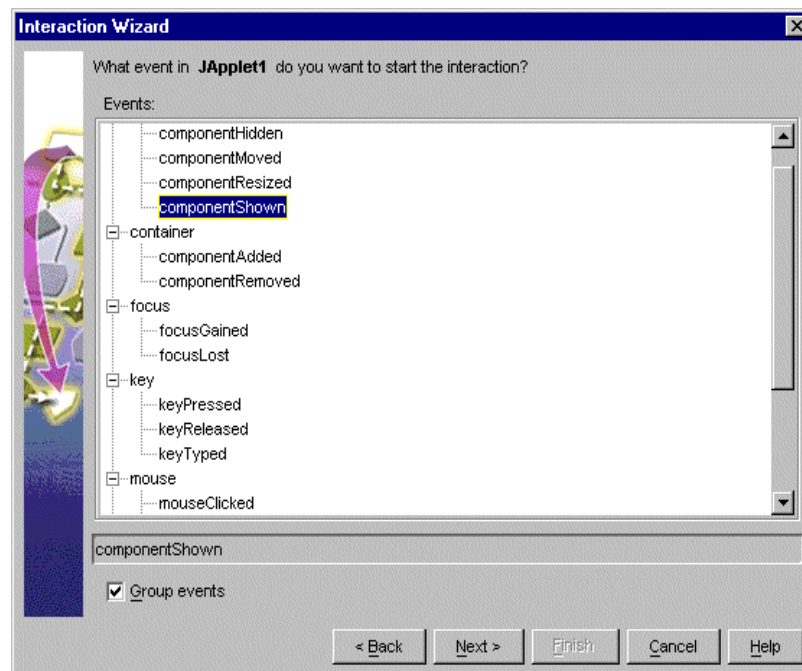 Interaction Wizard
What event in JApplet1 do you want to start the interaction?
Events:
componentHidden
componentMoved
componentResized
componentShown
container
componentAdded
componentRemoved
focus
focusGained
focusLost
key
keyPressed
keyReleased
keyTyped
mouse
mouseClicked
componentShown
Group events
< Back Next > Finish Cancel Help